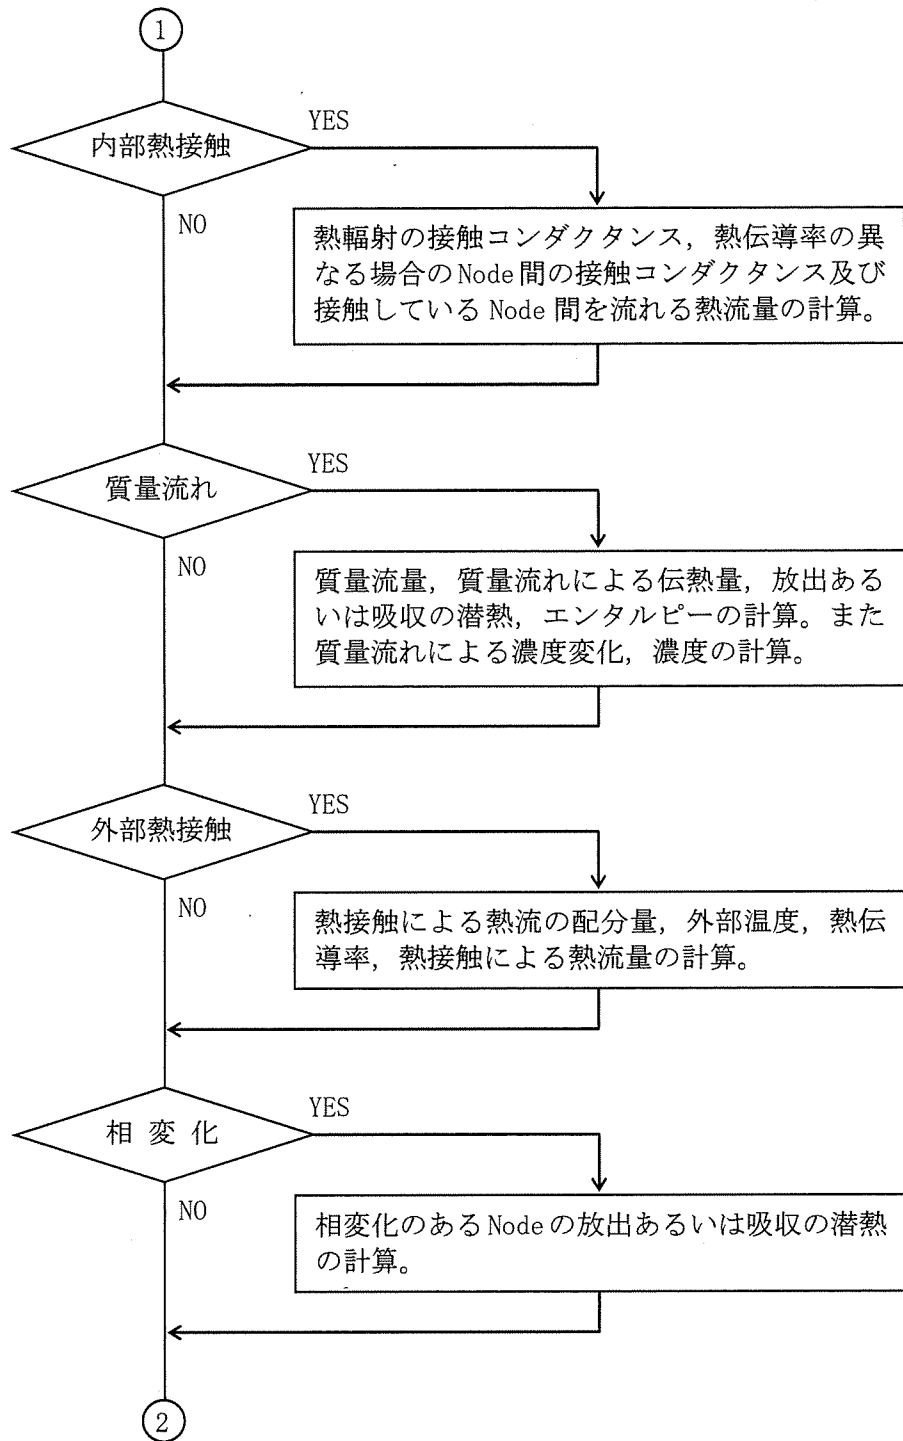 1
内部熱接触
YES
NO
熱輻射の接触コンダクタンス，熱伝導率の異
なる場合のNode間の接触コンダクタンス及び
接触しているNode間を流れる熱流量の計算。
質量流れ
YES
NO
質量流量，質量流れによる伝熱量，放出ある
いは吸収の潜熱，エンタルピーの計算。また
質量流れによる濃度変化，濃度の計算。
外部熱接触
YES
NO
熱接触による熱流の配分量，外部温度，熱伝
導率，熱接触による熱流量の計算。
相変化
YES
NO
相変化のあるNodeの放出あるいは吸収の潜熱
の計算。
2